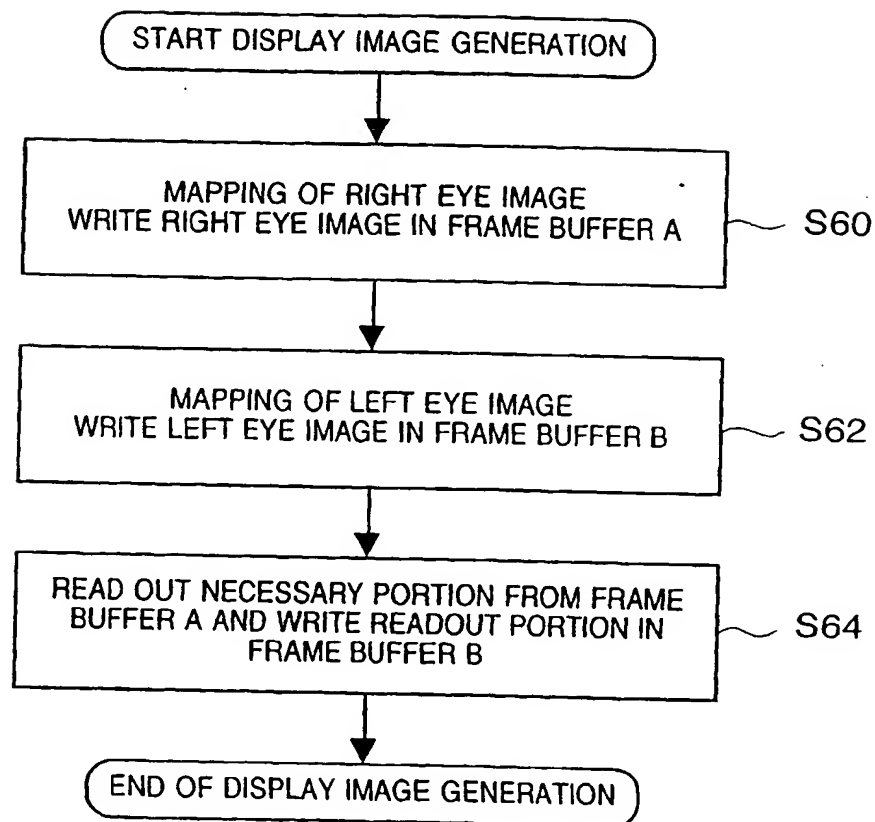 START DISPLAY IMAGE GENERATION
MAPPING OF RIGHT EYE IMAGE
WRITE RIGHT EYE IMAGE IN FRAME BUFFER A
S60
MAPPING OF LEFT EYE IMAGE
WRITE LEFT EYE IMAGE IN FRAME BUFFER B
S62
READ OUT NECESSARY PORTION FROM FRAME
BUFFER A AND WRITE READOUT PORTION IN
FRAME BUFFER B
S64
END OF DISPLAY IMAGE GENERATION